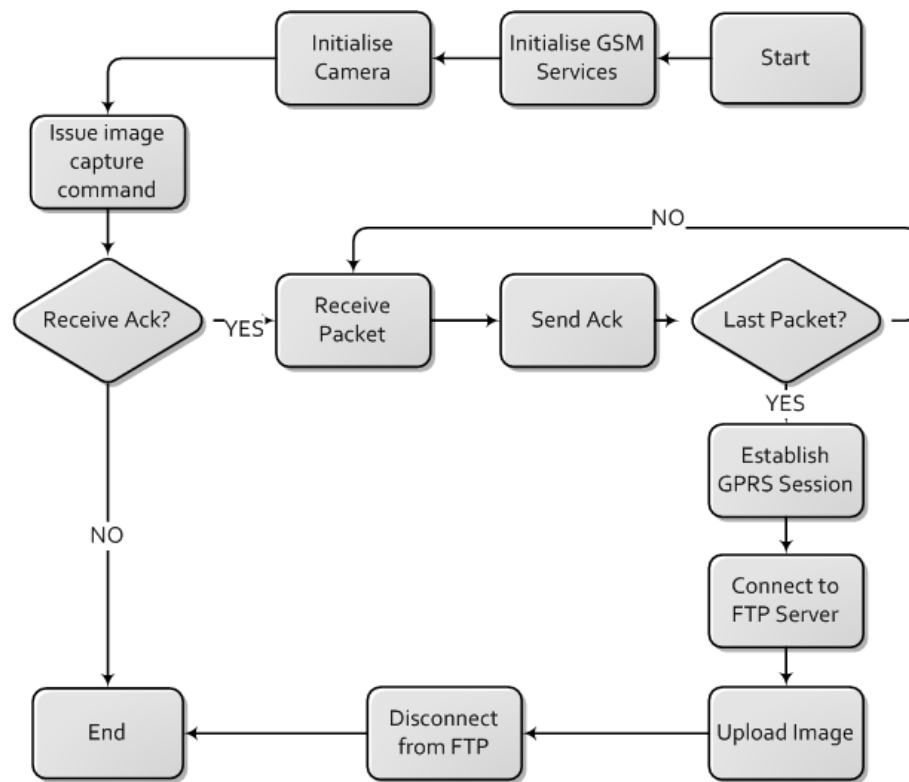 Start
Initialise GSM
Services
Initialise
Camera
Issue image
capture
command
Receive Ack?
YES
NO
Receive
Packet
Send Ack
Last Packet?
NO
YES
Establish
GPRS Session
Connect to
FTP Server
Upload Image
Disconnect
from FTP
End